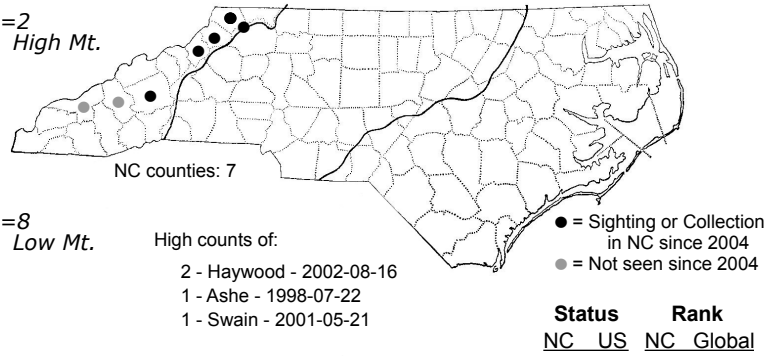 =2
High Mt.
NC counties: 7
=8
Low Mt.
High counts of:
2 - Haywood - 2002-08-16
1 - Ashe - 1998-07-22
1 - Swain - 2001-05-21
= Sighting or Collection
in NC since 2004
= Not seen since 2004
Status Rank
NC US NC Global